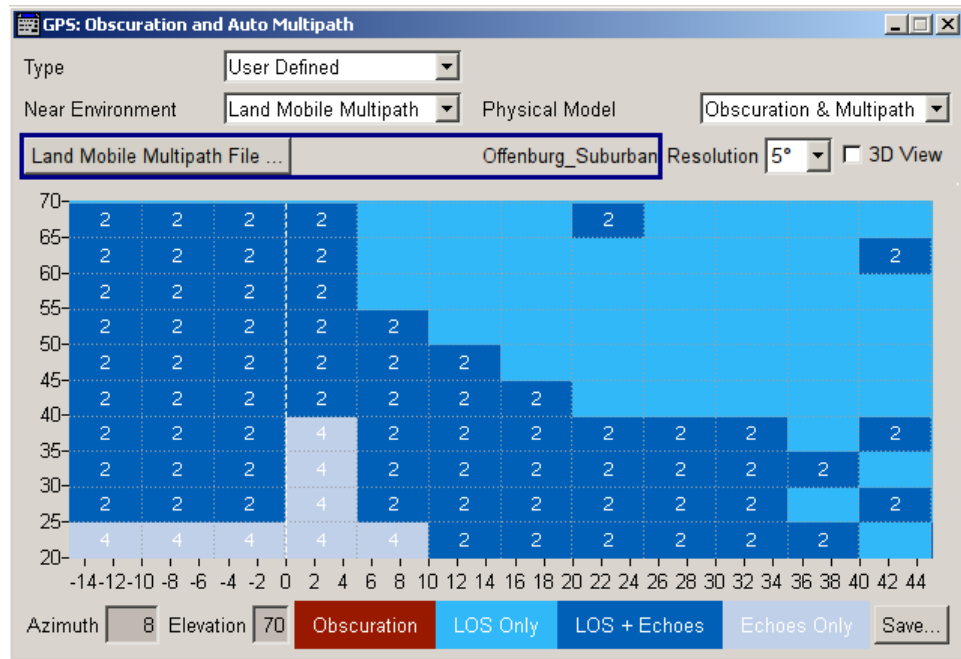 GPS: Obscuration and Auto Multipath
Type User Defined
Near Environment Land Mobile Multipath Physical Model Obscuration & Multipath
Land Mobile Multipath File ... Offenburg_Suburban Resolution 5° 3D View
70
2 2 2 2 2
65
2 2 2 2 2
60
2 2 2 2
55
2 2 2 2 2
50
2 2 2 2 2 2
45
2 2 2 2 2 2 2
40
2 2 2 4 2 2 2 2 2 2 2
35
2 2 2 4 2 2 2 2 2 2 2
30
2 2 2 4 2 2 2 2 2 2 2
25
4 4 4 4 4 2 2 2 2 2 2
20
-14 -12 -10 -8 -6 -4 -2 0 2 4 6 8 10 12 14 16 18 20 22 24 26 28 30 32 34 36 38 40 42 44
Azimuth 8 Elevation 70 Obscuration LOS Only LOS + Echoes Echoes Only Save...